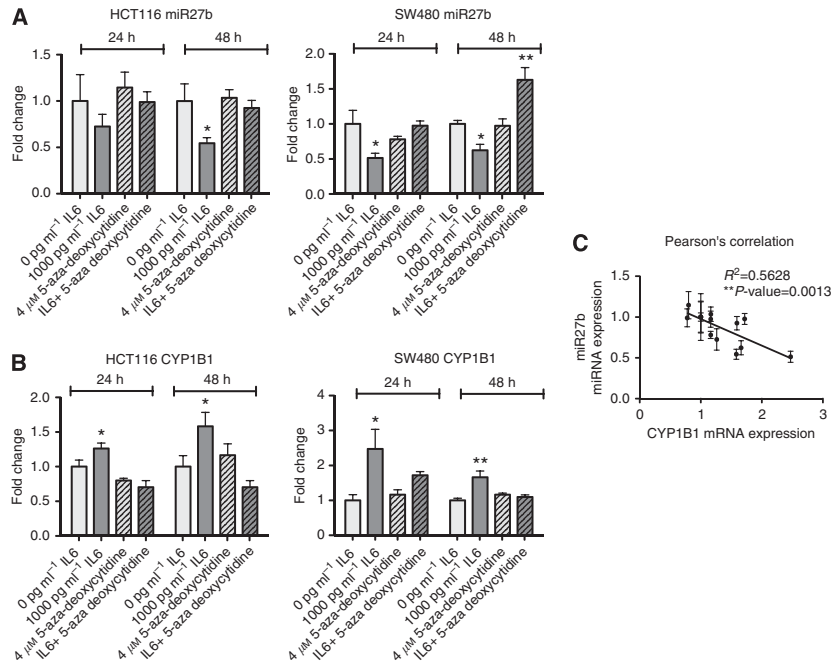 A
HCT116 miR27b
24 h
48 h
Fold change
1.5
1.0
0.5
0.0
0 pg ml⁻¹ IL6
1000 pg ml⁻¹ IL6
4 μM 5-aza-deoxycytidine
IL6+ 5-aza deoxycytidine
0 pg ml⁻¹ IL6
1000 pg ml⁻¹ IL6
4 μM 5-aza-deoxycytidine
IL6+ 5-aza deoxycytidine
*
SW480 miR27b
24 h
48 h
Fold change
2.0
1.5
1.0
0.5
0.0
*
*
**
0 pg ml⁻¹ IL6
1000 pg ml⁻¹ IL6
4 μM 5-aza-deoxycytidine
IL6+ 5-aza deoxycytidine
0 pg ml⁻¹ IL6
1000 pg ml⁻¹ IL6
4 μM 5-aza-deoxycytidine
IL6+ 5-aza deoxycytidine
B
HCT116 CYP1B1
24 h
48 h
Fold change
2.0
1.5
1.0
0.5
0.0
*
*
0 pg ml⁻¹ IL6
1000 pg ml⁻¹ IL6
4 μM 5-aza-deoxycytidine
IL6+ 5-aza deoxycytidine
0 pg ml⁻¹ IL6
1000 pg ml⁻¹ IL6
4 μM 5-aza-deoxycytidine
IL6+ 5-aza deoxycytidine
SW480 CYP1B1
24 h
48 h
Fold change
4
3
2
1
0
*
**
0 pg ml⁻¹ IL6
1000 pg ml⁻¹ IL6
4 μM 5-aza-deoxycytidine
IL6+ 5-aza deoxycytidine
0 pg ml⁻¹ IL6
1000 pg ml⁻¹ IL6
4 μM 5-aza-deoxycytidine
IL6+ 5-aza deoxycytidine
C
Pearson's correlation
R²=0.5628
**P-value=0.0013
miR27b
miRNA expression
1.5
1.0
0.5
0.0
0
1
2
3
CYP1B1 mRNA expression